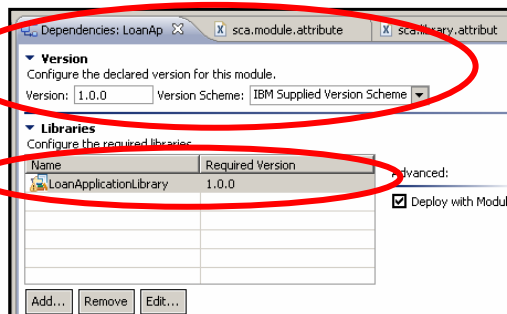 Dependencies: LoanAp sca.module.attribute sca.library.attribut
Version
Configure the declared version for this module.
Version: 1.0.0 Version Scheme: IBM Supplied Version Scheme
Libraries
Configure the required libraries
Name Required Version
LoanApplicationLibrary 1.0.0
Advanced:
Deploy with Modul
Add... Remove Edit...